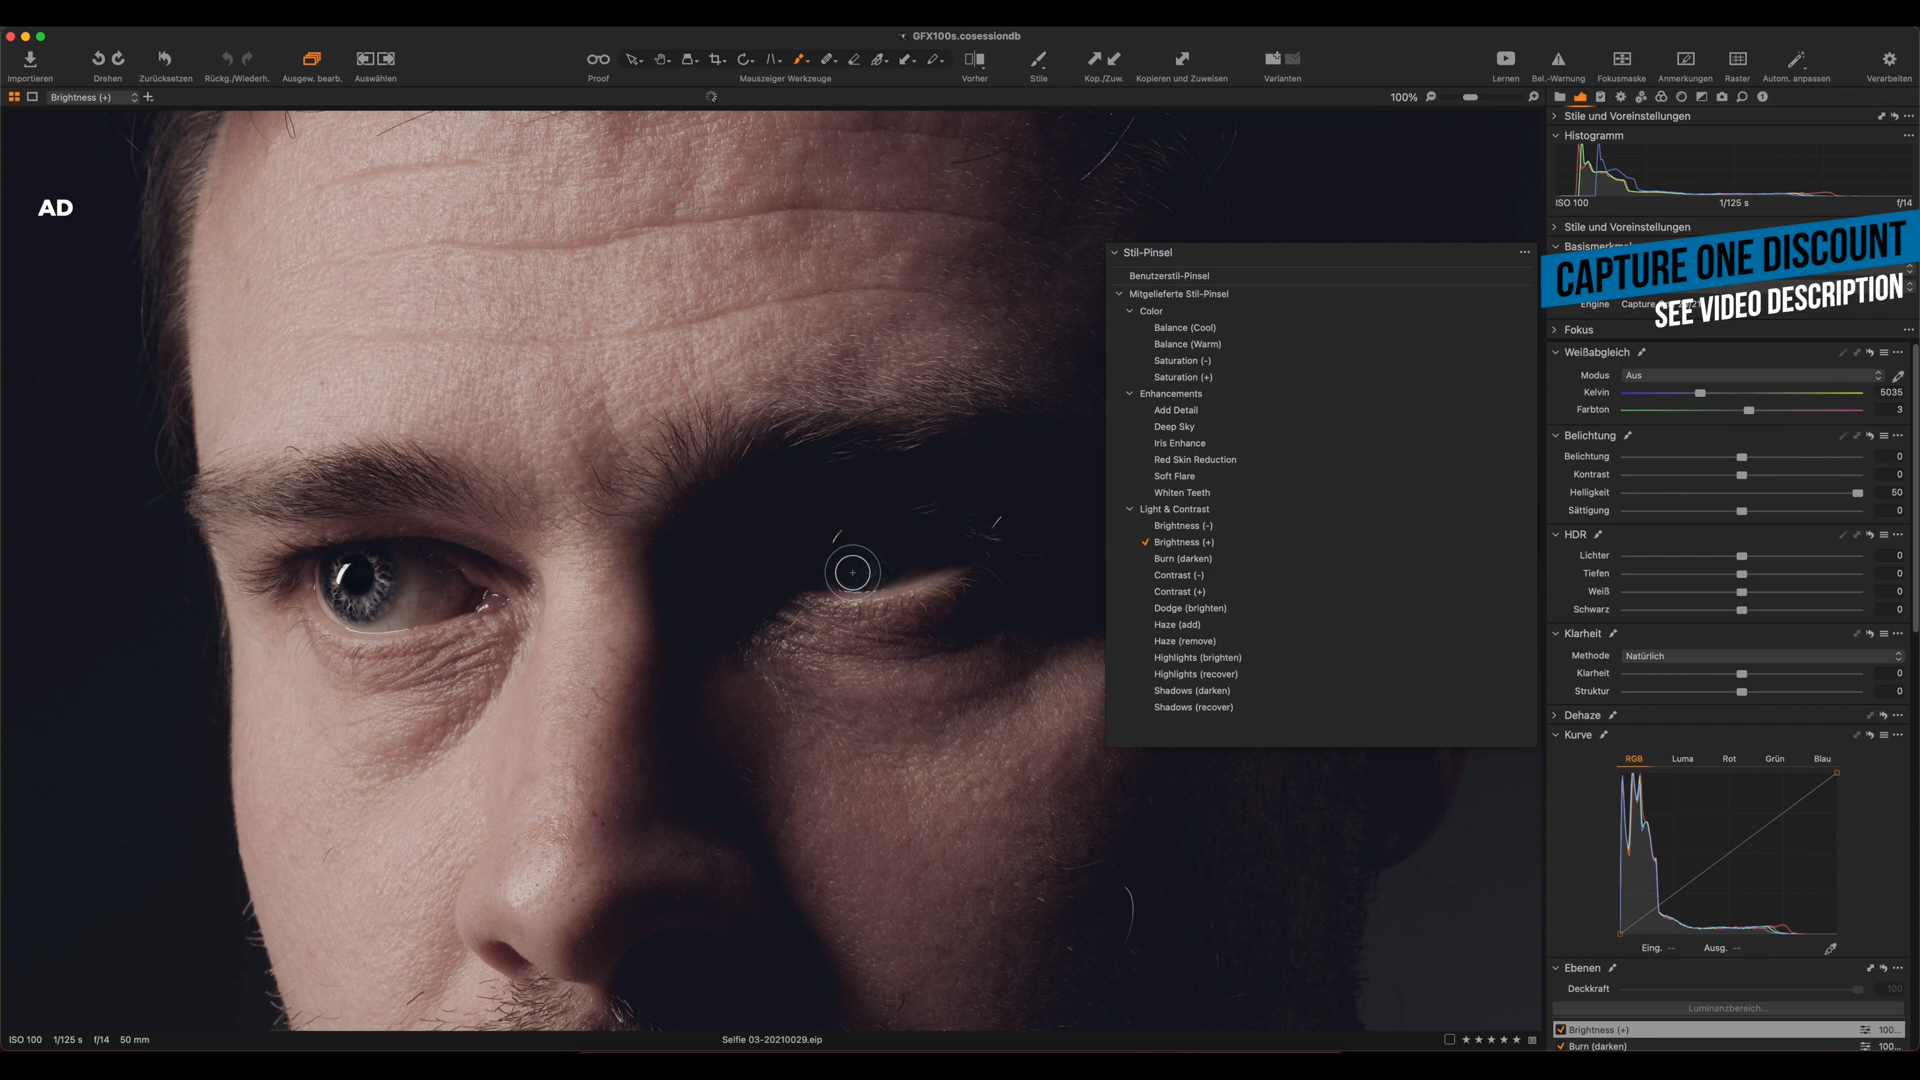 GFX100s.cosessiondb
Importieren
Drehen
Zurücksetzen
Rückg./Wiederh.
Ausgew. bearb.
Auswählen
Proof
Mauszeiger Werkzeuge
Vorher
Stile
Kop./Zuw.
Kopieren und Zuweisen
Varianten
Lernen
Bel.-Warnung
Fokusmaske
Anmerkungen
Raster
Autom. anpassen
Verarbeiten
Brightness (+)
100%
AD
Stil-Pinsel
Benutzerstil-Pinsel
Mitgelieferte Stil-Pinsel
Color
Balance (Cool)
Balance (Warm)
Saturation (-)
Saturation (+)
Enhancements
Add Detail
Deep Sky
Iris Enhance
Red Skin Reduction
Soft Flare
Whiten Teeth
Light & Contrast
Brightness (-)
Brightness (+)
Burn (darken)
Contrast (-)
Contrast (+)
Dodge (brighten)
Haze (add)
Haze (remove)
Highlights (brighten)
Highlights (recover)
Shadows (darken)
Shadows (recover)
Stile und Voreinstellungen
Histogramm
ISO 100 1/125 s f/14
Stile und Voreinstellungen
CAPTURE ONE DISCOUNT
SEE VIDEO DESCRIPTION
Engine Capture
Fokus
Weißabgleich
Modus Aus
Kelvin 5035
Farbton 3
Belichtung
Belichtung 0
Kontrast 0
Helligkeit 50
Sättigung 0
HDR
Lichter 0
Tiefen 0
Weiß 0
Schwarz 0
Klarheit
Methode Natürlich
Klarheit 0
Struktur 0
Dehaze
Kurve
RGB Luma Rot Grün Blau
Eing. -- Ausg. --
Ebenen
Deckkraft 100
Luminanzbereich...
Brightness (+) 100...
Burn (darken) 100...
ISO 100 1/125 s f/14 50 mm
Selfie 03-20210029.eip